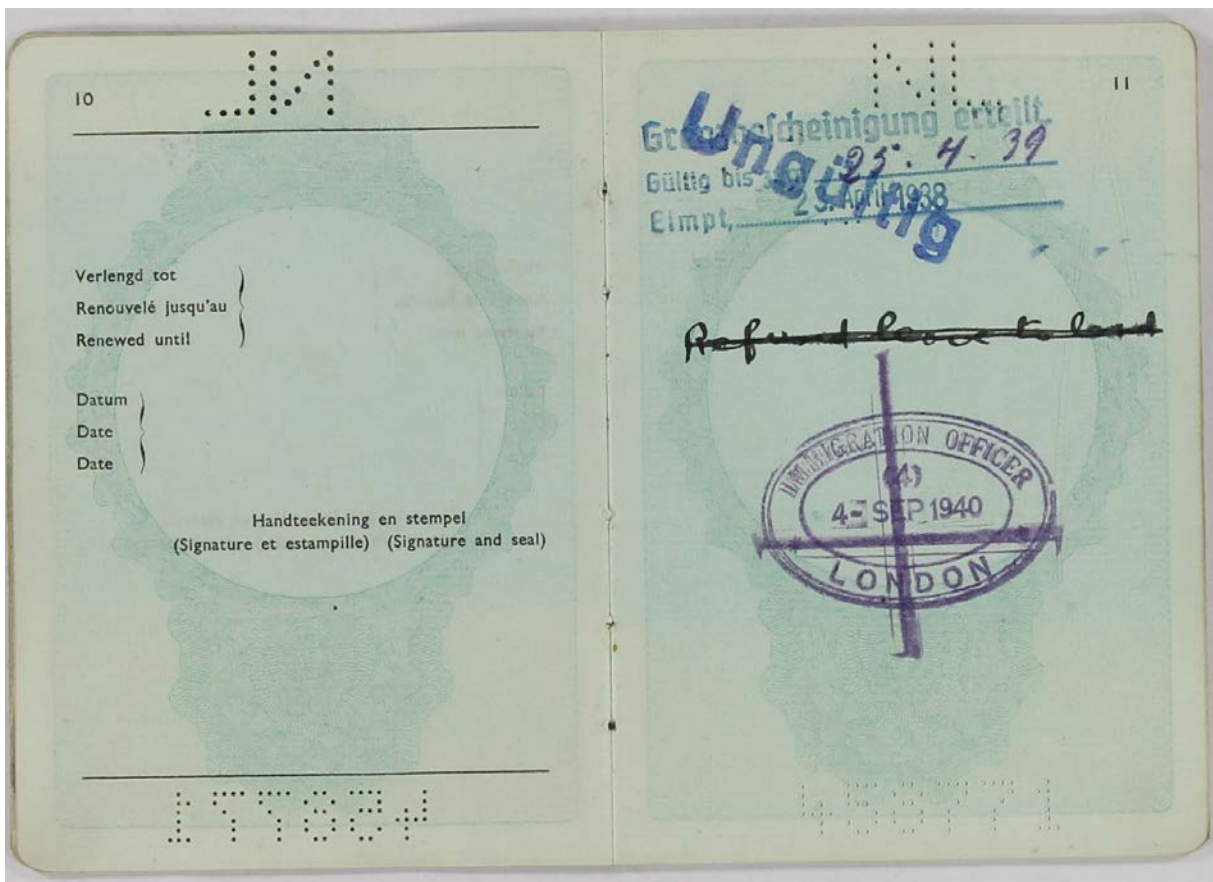 10
Verlengd tot
Renouvelé jusqu'au
Renewed until
Datum
Date
Date
Handteekening en stempel
(Signature et estampille) (Signature and seal)
NL
11
Grenzbescheinigung erteilt.
Ungültig
Gültig bis 25. 4. 39
Elmpt, April 1938
Refused leave to land
IMMIGRATION OFFICER
(4)
4- SEP 1940
LONDON